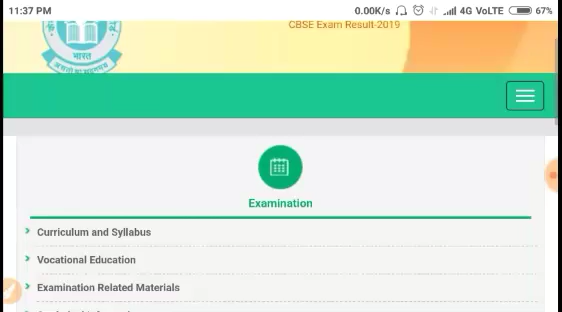 11:37 PM
0.00K/s
4G VoLTE
67%
CBSE Exam Result-2019
भारत
Examination
Curriculum and Syllabus
Vocational Education
Examination Related Materials